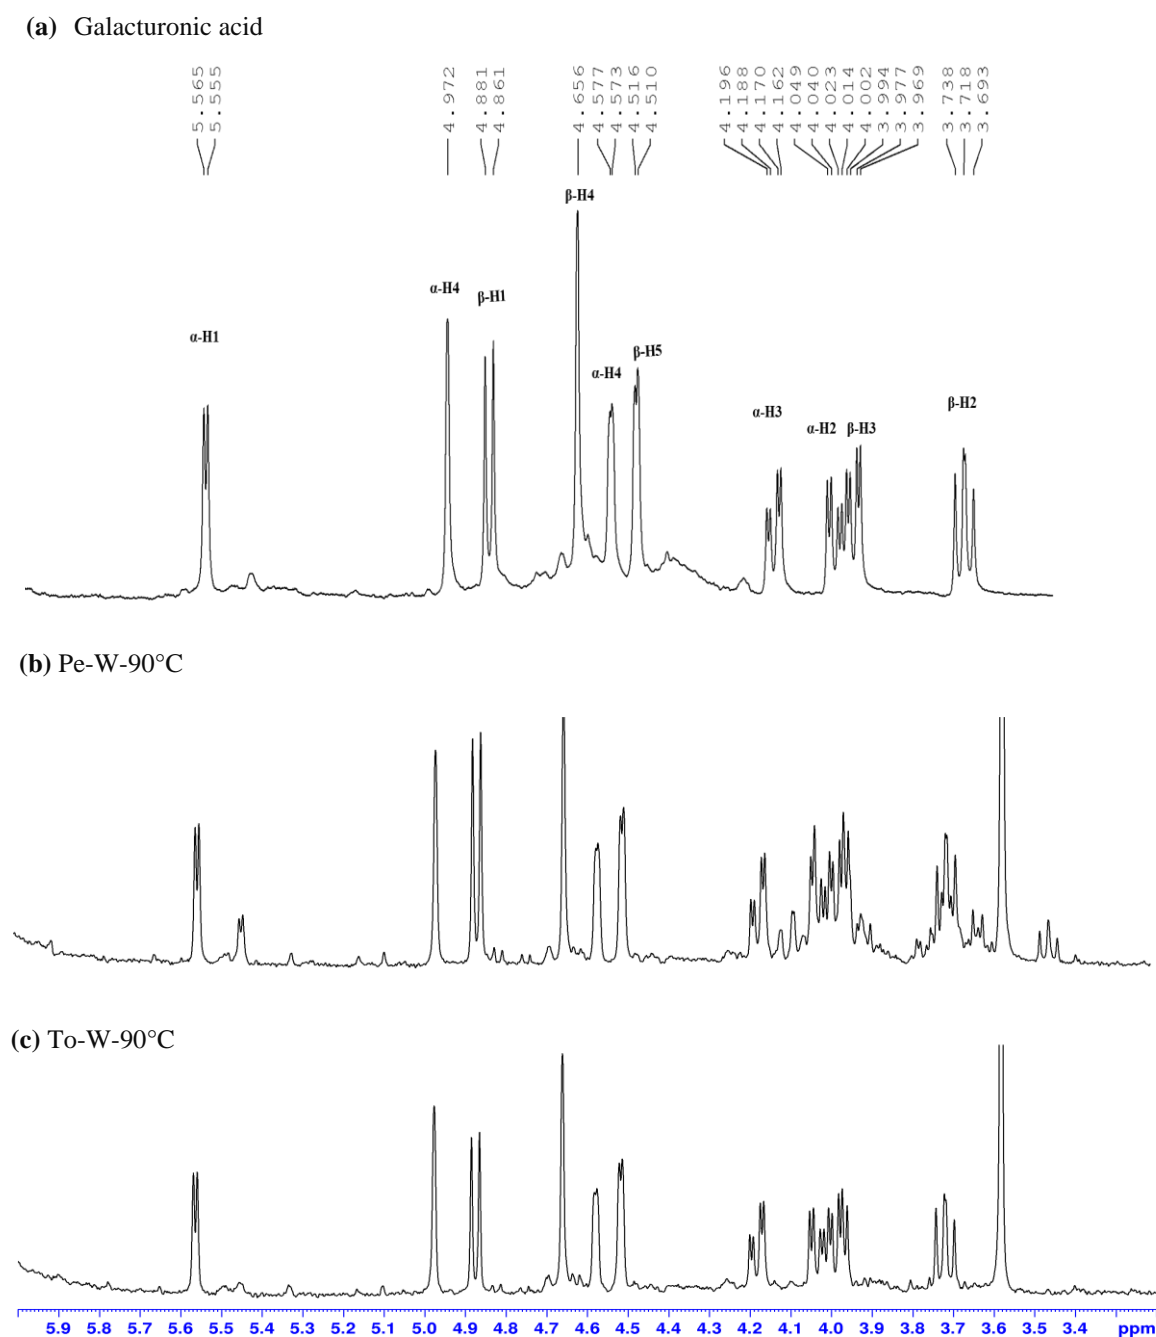 (a) Galacturonic acid
5.565 5.555 4.972 4.881 4.861 4.656 4.577 4.573 4.516 4.510 4.196 4.188 4.170 4.162 4.049 4.040 4.023 4.014 4.002 3.994 3.977 3.969 3.738 3.718 3.693
β-H4
α-H4 β-H1
α-H1
β-H5
α-H4
β-H2
α-H3
α-H2 β-H3
(b) Pe-W-90°C
(c) To-W-90°C
5.9 5.8 5.7 5.6 5.5 5.4 5.3 5.2 5.1 5.0 4.9 4.8 4.7 4.6 4.5 4.4 4.3 4.2 4.1 4.0 3.9 3.8 3.7 3.6 3.5 3.4 ppm